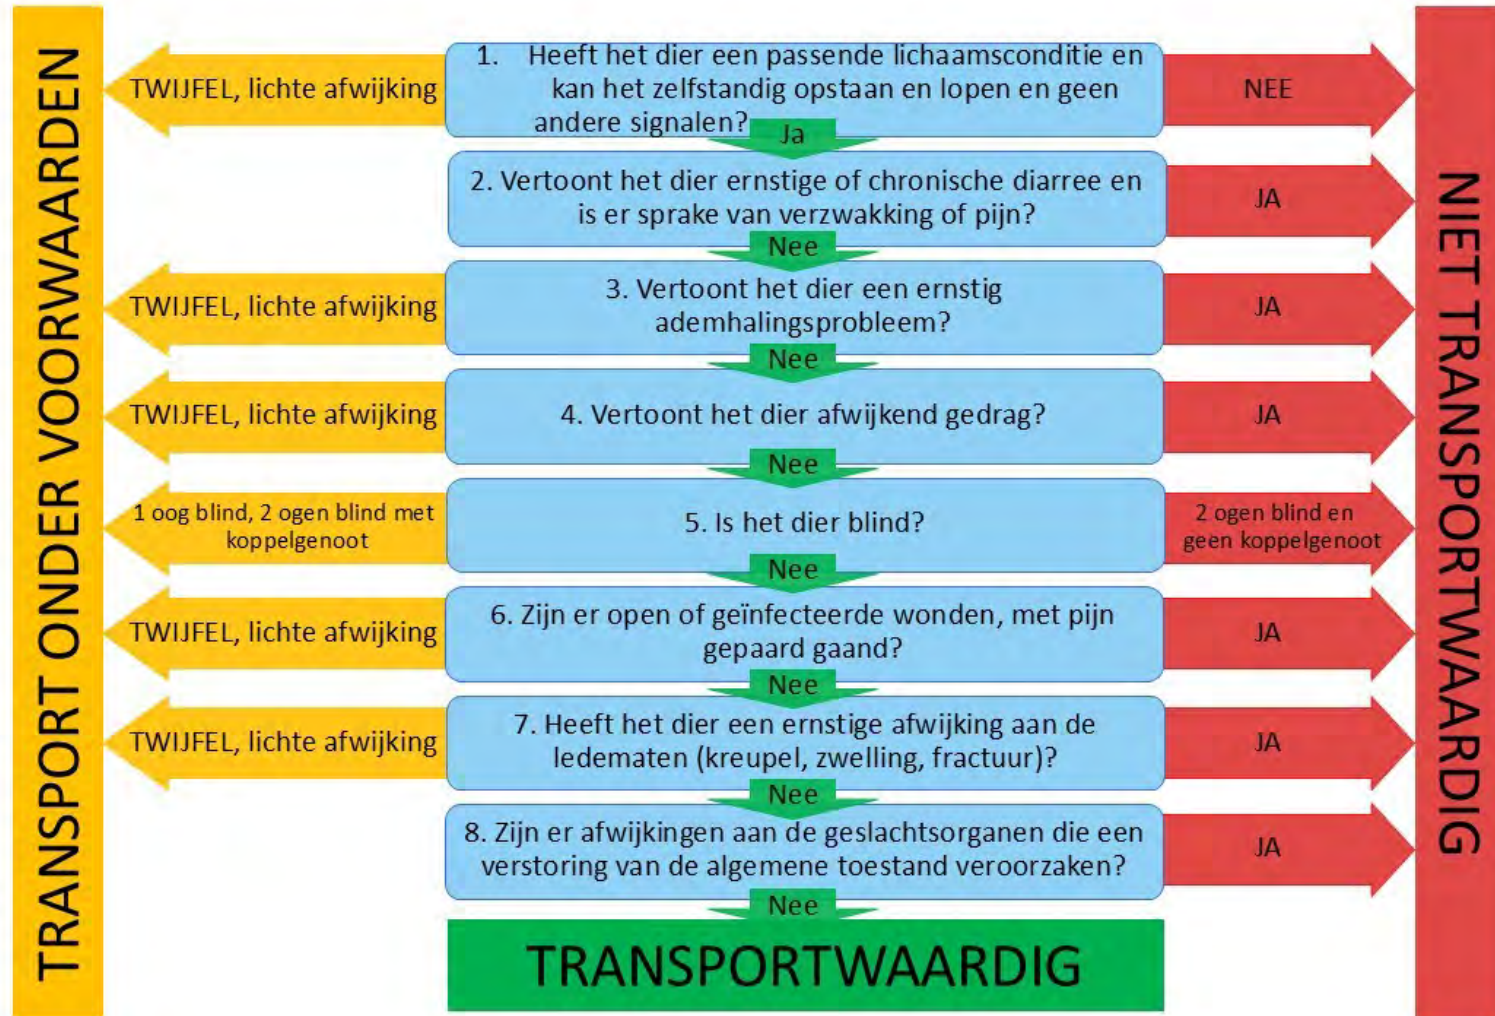 TRANSPORT ONDER VOORWAARDEN
TWIJFEL, lichte afwijking
1. Heeft het dier een passende lichaamsconditie en
kan het zelfstandig opstaan en lopen en geen
andere signalen?
NEE
Ja
2. Vertoont het dier ernstige of chronische diarree en
is er sprake van verzwakking of pijn?
JA
Nee
TWIJFEL, lichte afwijking
3. Vertoont het dier een ernstig
ademhalingsprobleem?
JA
Nee
TWIJFEL, lichte afwijking
4. Vertoont het dier afwijkend gedrag?
JA
Nee
1 oog blind, 2 ogen blind met
koppelgenoot
5. Is het dier blind?
2 ogen blind en
geen koppelgenoot
Nee
TWIJFEL, lichte afwijking
6. Zijn er open of geïnfecteerde wonden, met pijn
gepaard gaand?
JA
Nee
TWIJFEL, lichte afwijking
7. Heeft het dier een ernstige afwijking aan de
ledematen (kreupel, zwelling, fractuur)?
JA
Nee
8. Zijn er afwijkingen aan de geslachtsorganen die een
verstoring van de algemene toestand veroorzaken?
JA
Nee
TRANSPORTWAARDIG
NIET TRANSPORTWAARDIG